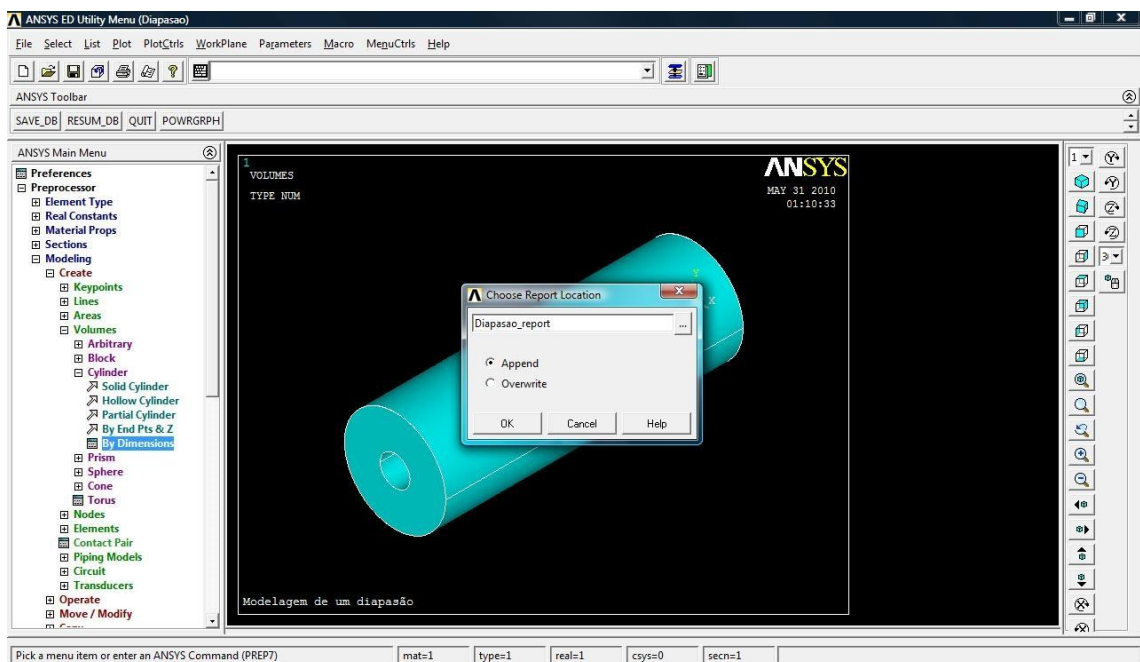 ANSYS ED Utility Menu (Diapasao)
File Select List Plot PlotCtrls WorkPlane Parameters Macro MenuCtrls Help
ANSYS Toolbar
SAVE_DB RESUM_DB QUIT POWRGRPH
ANSYS Main Menu
Preferences
Preprocessor
Element Type
Real Constants
Material Props
Sections
Modeling
Create
Keypoints
Lines
Areas
Volumes
Arbitrary
Block
Cylinder
Solid Cylinder
Hollow Cylinder
Partial Cylinder
By End Pts & Z
By Dimensions
Prism
Sphere
Cone
Torus
Nodes
Elements
Contact Pair
Piping Models
Circuit
Transducers
Operate
Move / Modify
1
VOLUMES
TYPE NUM
ANSYS
MAY 31 2010
01:10:33
Y
X
Choose Report Location
Diapasao_report
...
Append
Overwrite
OK Cancel Help
Modelagem de um diapasão
1
Pick a menu item or enter an ANSYS Command (PREP7) mat=1 type=1 real=1 csys=0 secn=1